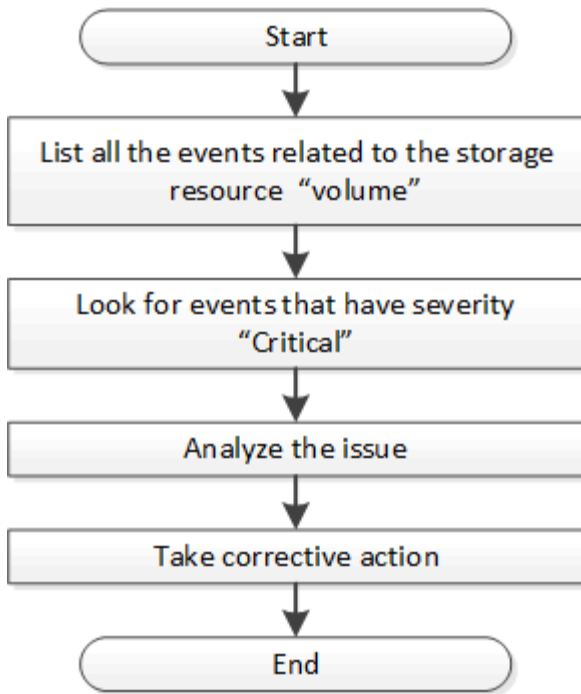 Start
List all the events related to the storage
resource “volume”
Look for events that have severity
“Critical”
Analyze the issue
Take corrective action
End